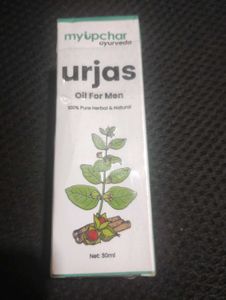 myUpchar
ayurveda
urjas
Oil For Men
100% Pure Herbal & Natural
Net: 30ml